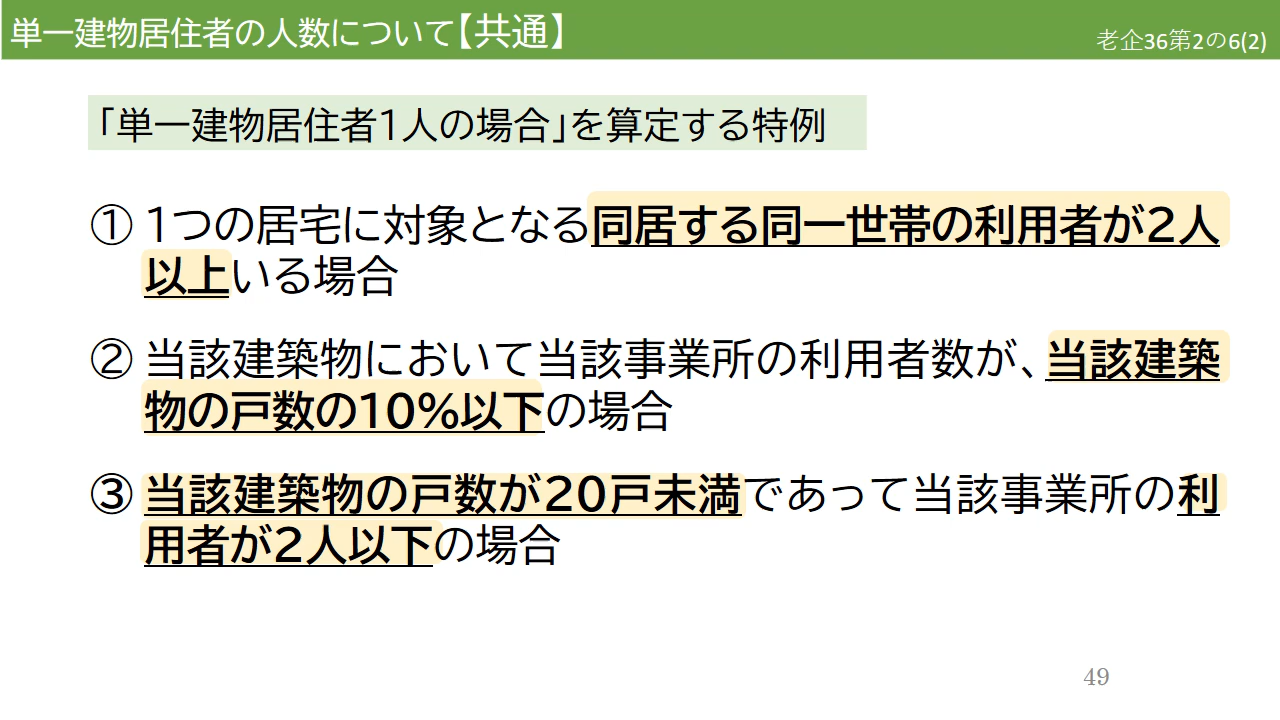 単一建物居住者の人数について【共通】
老企36第2の6(2)
「単一建物居住者1人の場合」を算定する特例
① 1つの居宅に対象となる同居する同一世帯の利用者が2人
以上いる場合
② 当該建築物において当該事業所の利用者数が、当該建築
物の戸数の10%以下の場合
③ 当該建築物の戸数が20戸未満であって当該事業所の利
用者が2人以下の場合
49